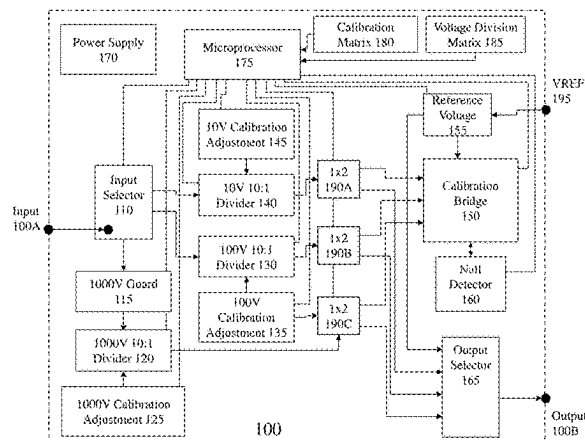 Power Supply
170
Microprocessor
175
Calibration
Matrix 180
Voltage Division
Matrix 185
VREF
195
Reference
Voltage
155
10V Calibration
Adjustment 145
Input
Selector
110
10V 10:1
Divider 140
1x2
190A
Calibration
Bridge
150
Input
100A
100V 10:1
Divider 130
1x2
190B
1000V Guard
115
100V
Calibration
Adjustment 135
1x2
190C
Null
Detector
160
1000V 10:1
Divider 120
Output
Selector
165
1000V Calibration
Adjustment 125
100
Output
100B